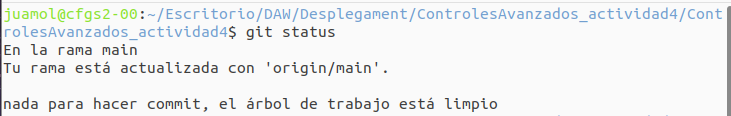 juamol@cfgs2-00:~/Escritorio/DAW/Desplegament/ControlesAvanzados_actividad4/Cont
rolesAvanzados_actividad4$ git status
En la rama main
Tu rama está actualizada con 'origin/main'.
nada para hacer commit, el árbol de trabajo está limpio